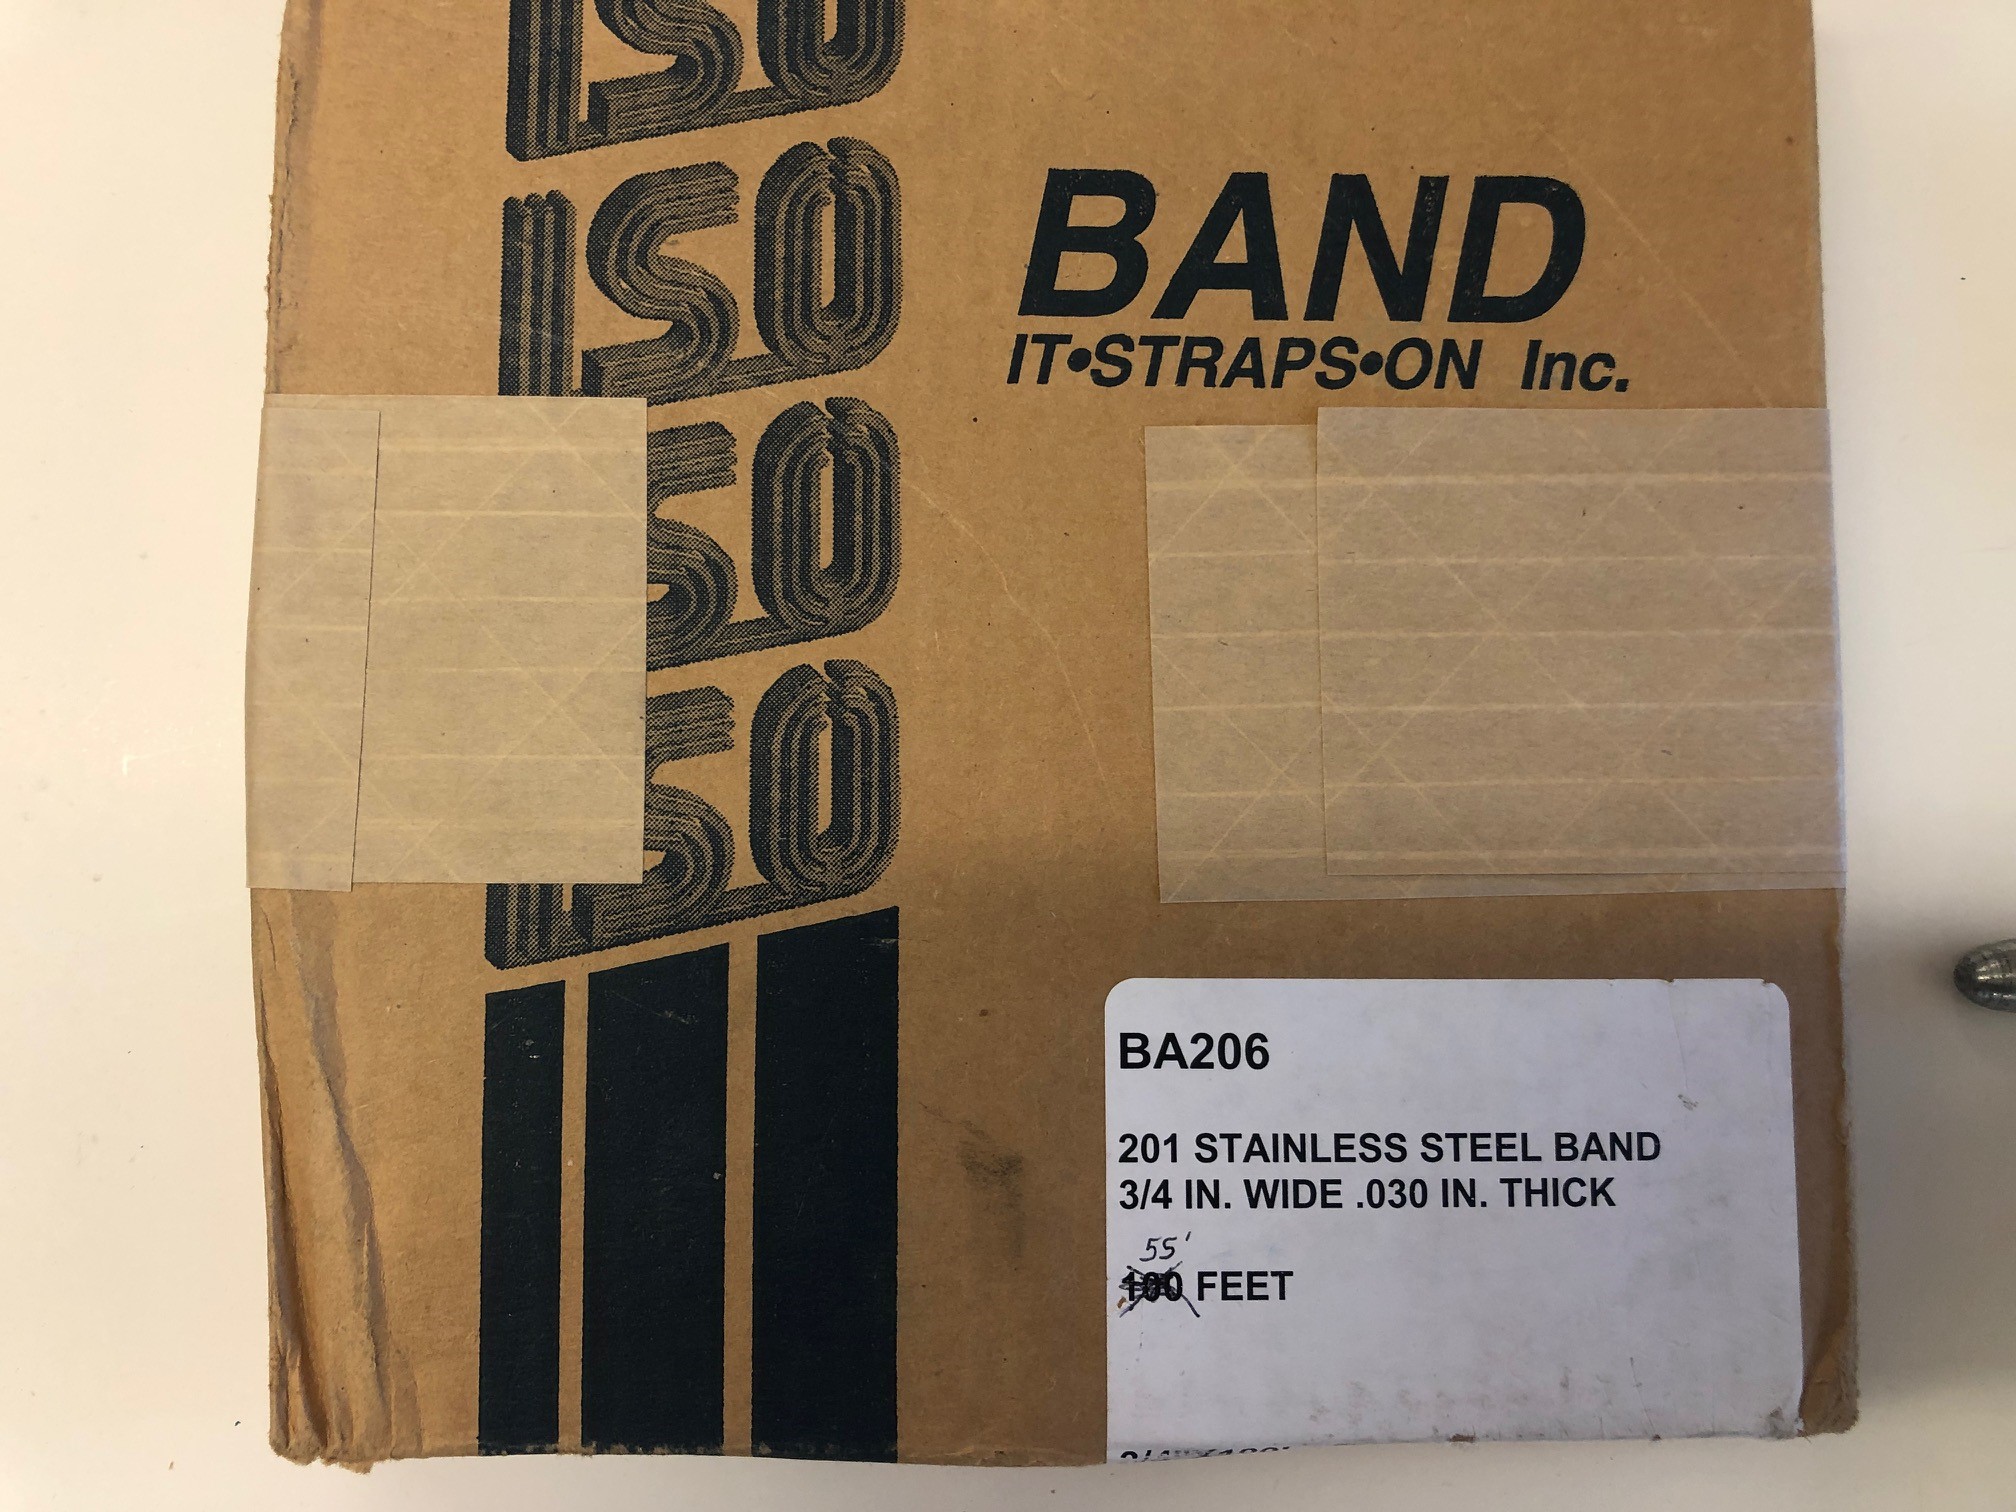 ISO
ISO
ISO
ISO
BAND
IT•STRAPS•ON Inc.
BA206
201 STAINLESS STEEL BAND
3/4 IN. WIDE .030 IN. THICK
55'
100 FEET